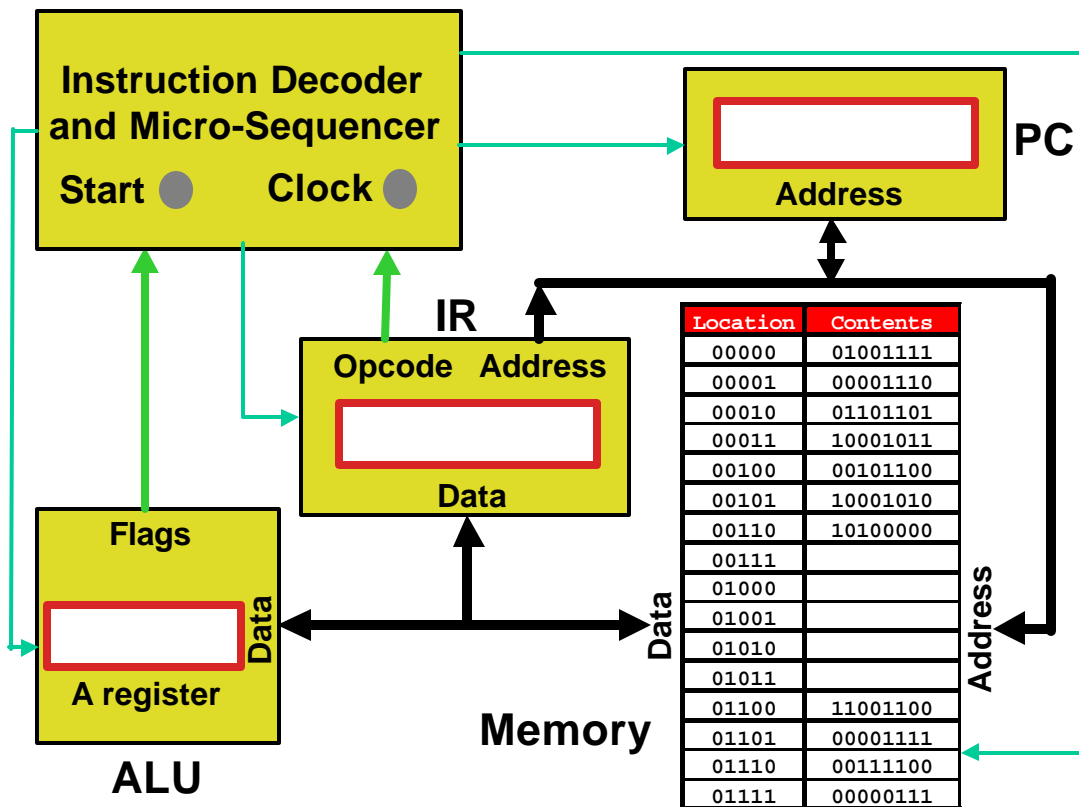 Instruction Decoder
and Micro-Sequencer
Start Clock
PC
Address
IR
Opcode Address
Data
Flags
Data
A register
ALU
Location Contents
00000 01001111
00001 00001110
00010 01101101
00011 10001011
00100 00101100
00101 10001010
00110 10100000
00111
01000
01001
01010
01011
01100 11001100
01101 00001111
01110 00111100
01111 00000111
Data
Address
Memory